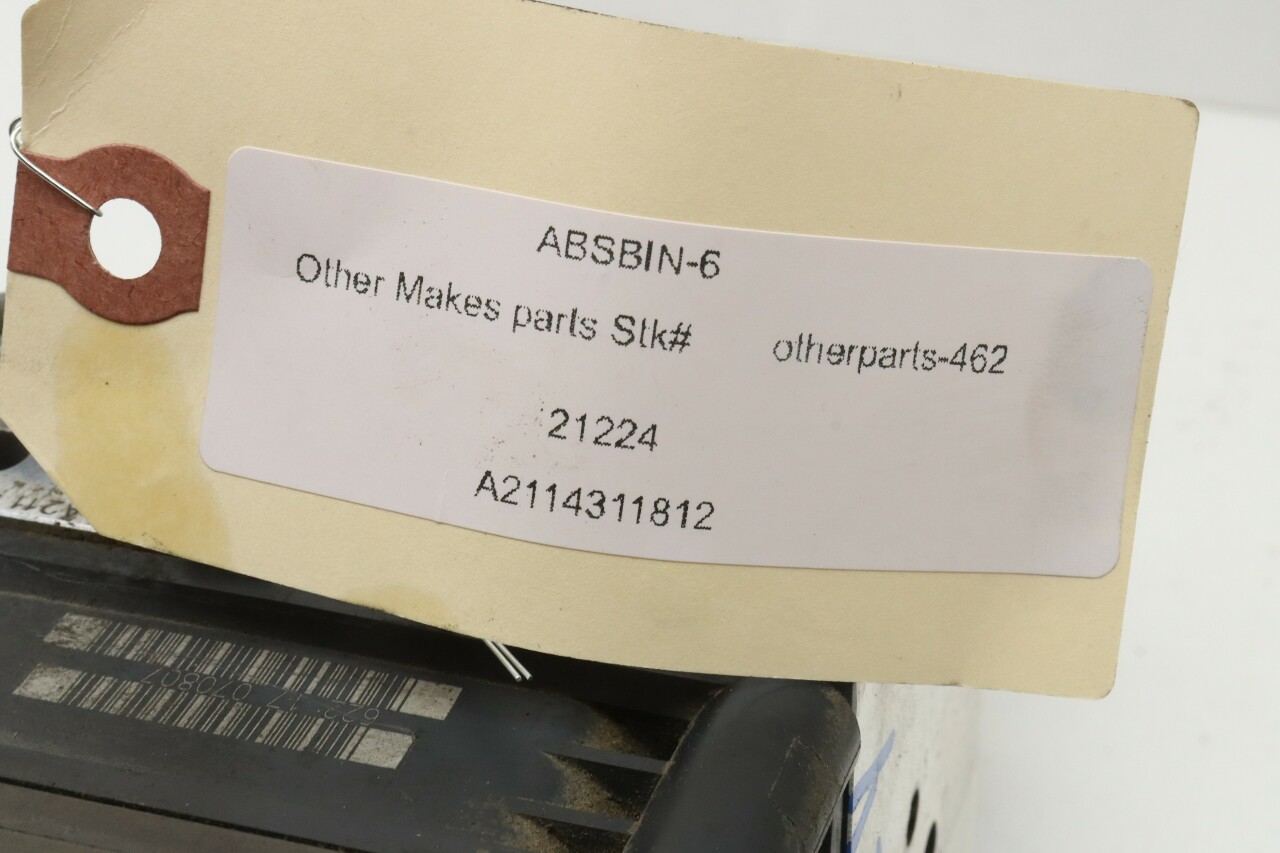 ABSBIN-6
Other Makes parts Stk# otherparts-462
21224
A2114311812